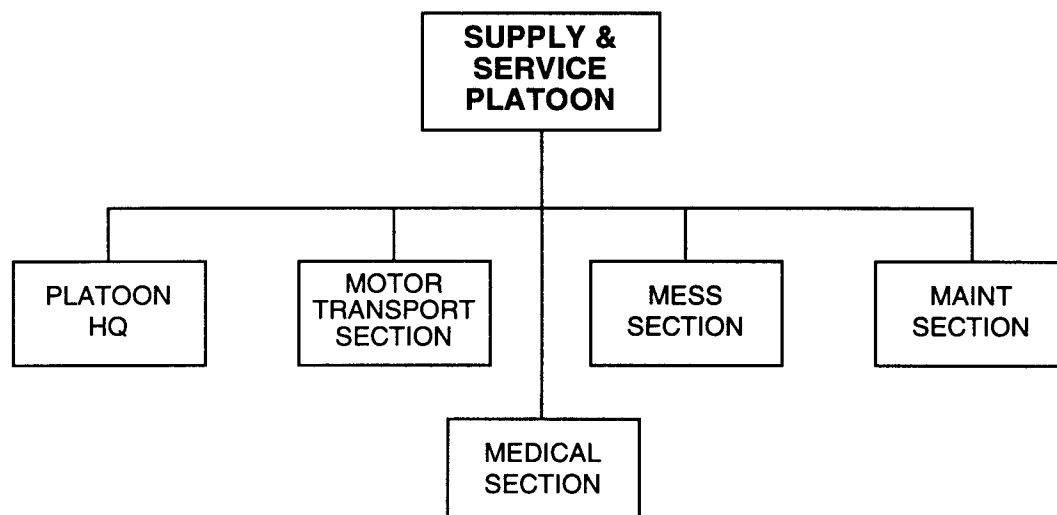 SUPPLY &
SERVICE
PLATOON
PLATOON
HQ
MOTOR
TRANSPORT
SECTION
MESS
SECTION
MAINT
SECTION
MEDICAL
SECTION